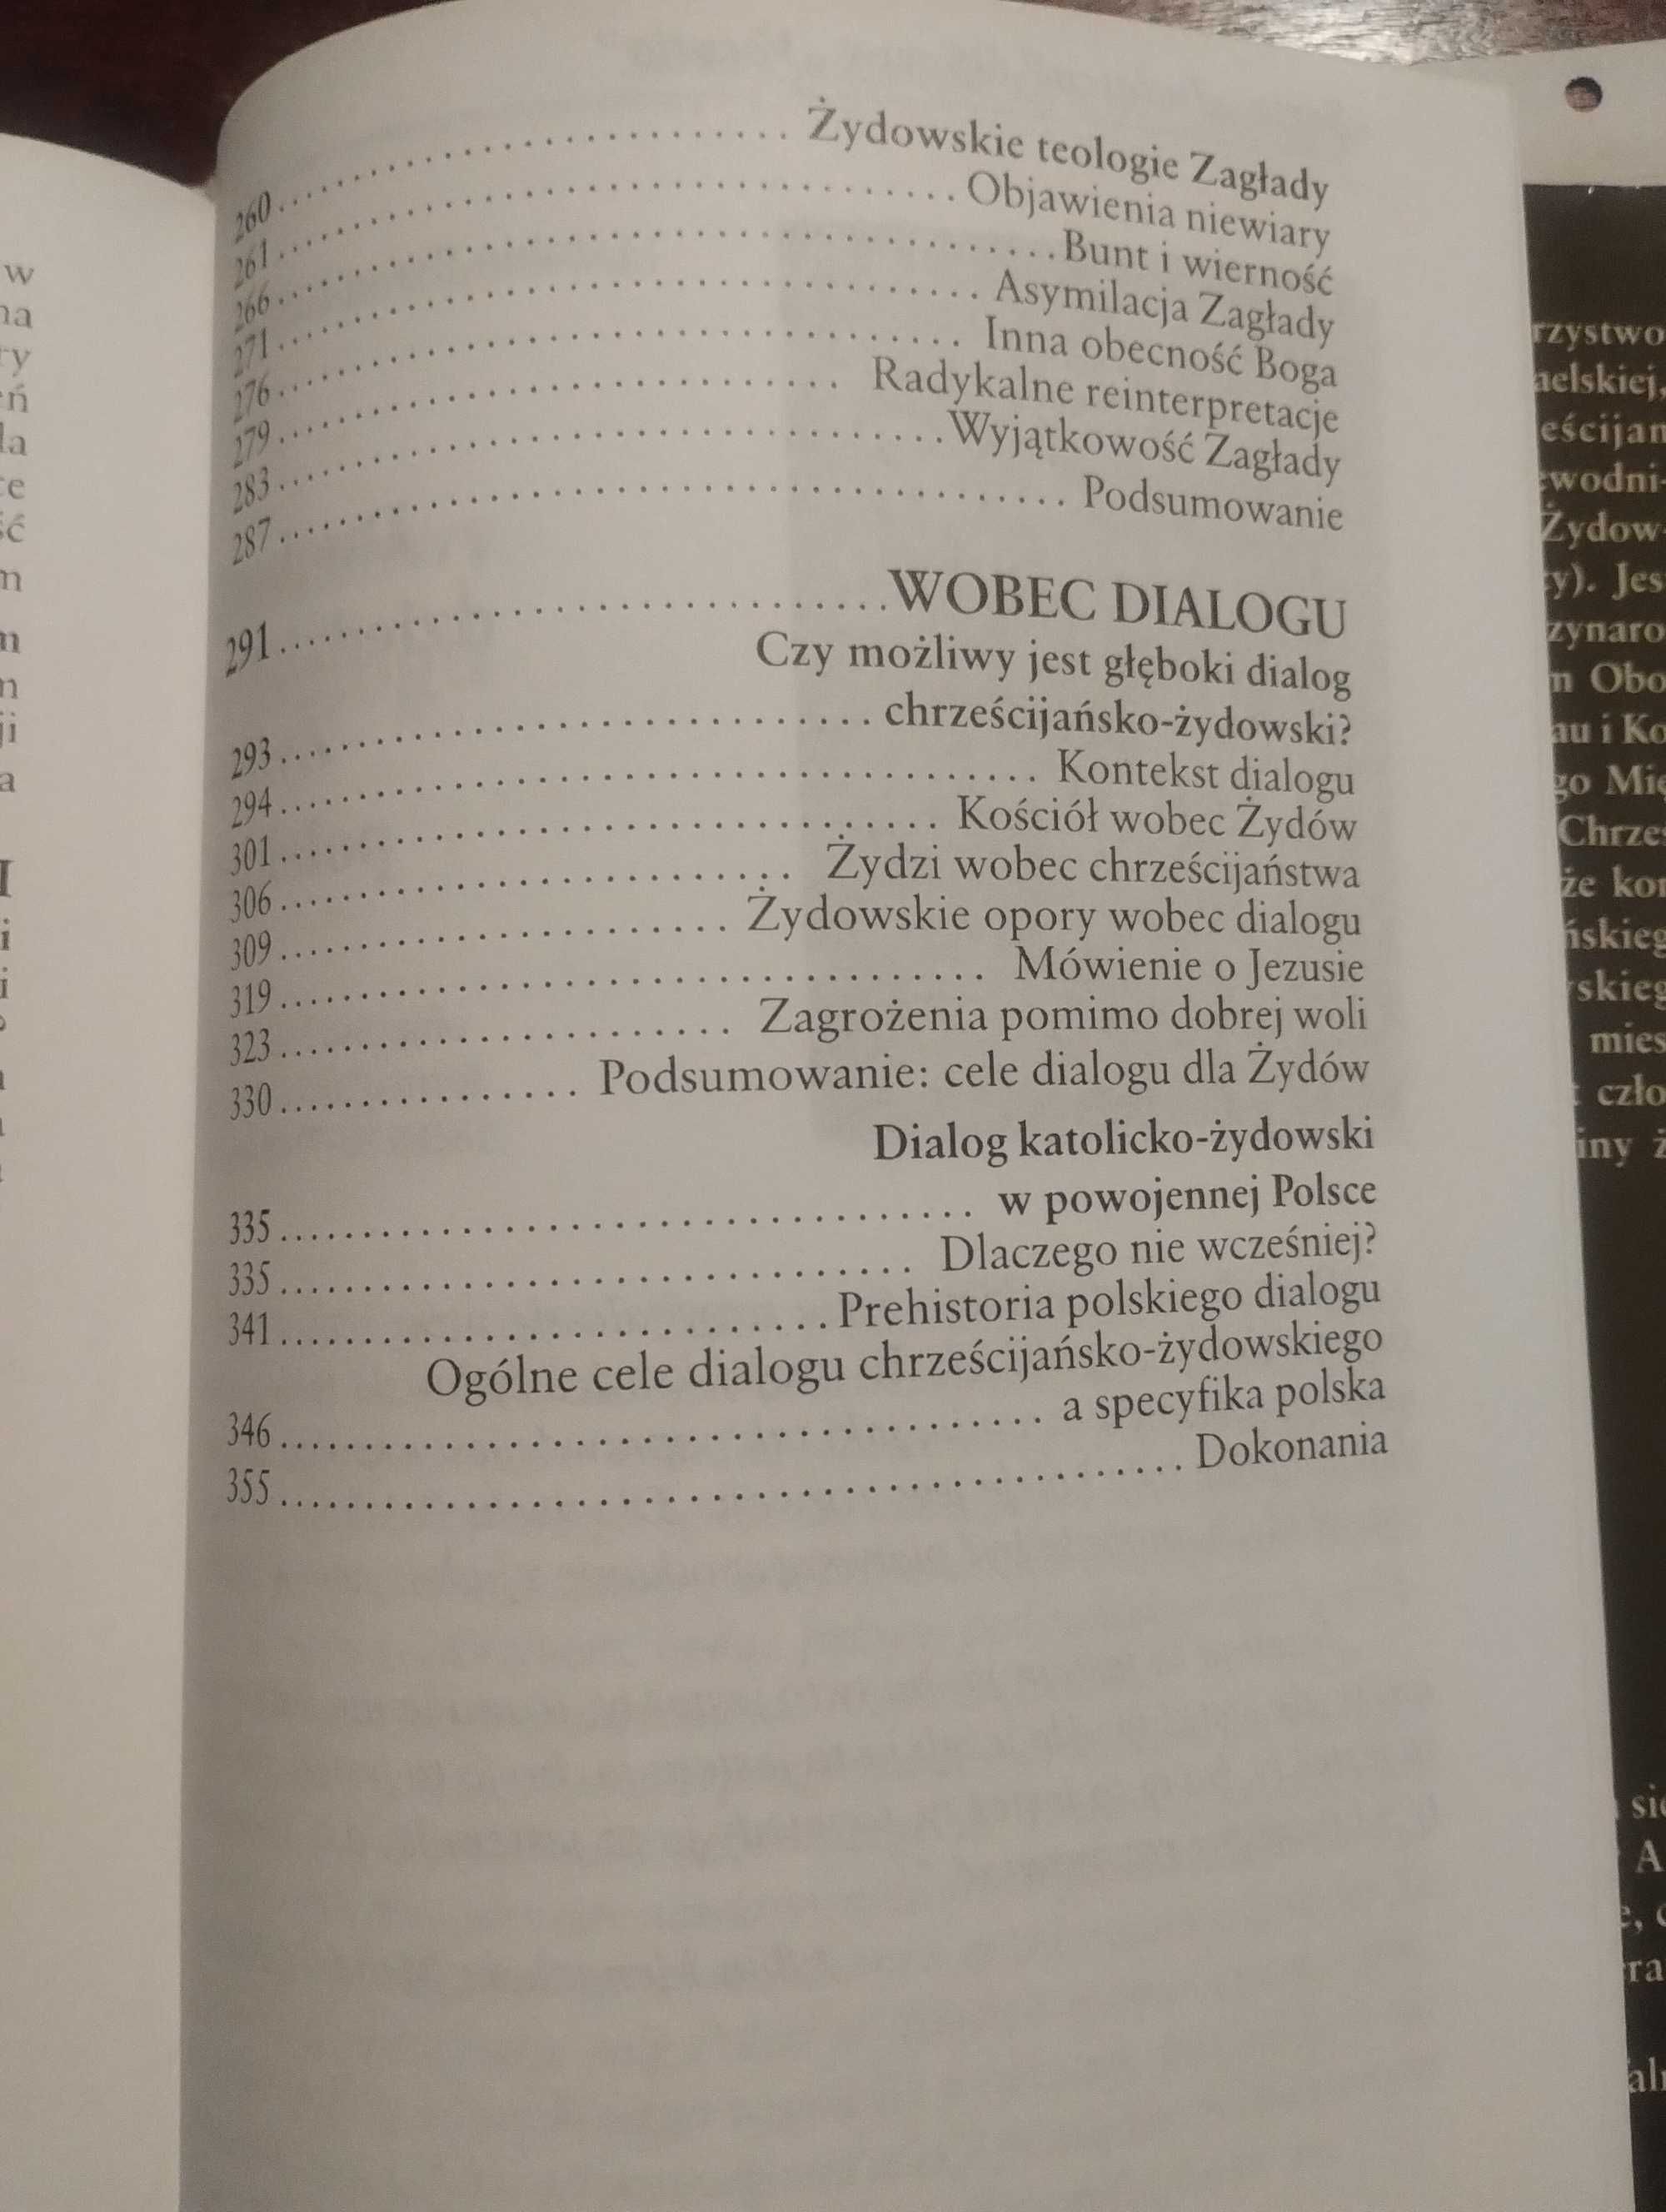 260 ........ Żydowskie teologie Zagłady
261 ........ Objawienia niewiary
266 ........ Bunt i wierność
271 ........ Asymilacja Zagłady
276 ........ Inna obecność Boga
279 ........ Radykalne reinterpretacje
283 ........ Wyjątkowość Zagłady
287 ........ Podsumowanie
291 ........ WOBEC DIALOGU
Czy możliwy jest głęboki dialog
293 ........ chrześcijańsko-żydowski?
294 ........ Kontekst dialogu
301 ........ Kościół wobec Żydów
306 ........ Żydzi wobec chrześcijaństwa
309 ........ Żydowskie opory wobec dialogu
319 ........ Mówienie o Jezusie
323 ........ Zagrożenia pomimo dobrej woli
330 ........ Podsumowanie: cele dialogu dla Żydów
Dialog katolicko-żydowski
335 ........ w powojennej Polsce
335 ........ Dlaczego nie wcześniej?
341 ........ Prehistoria polskiego dialogu
Ogólne cele dialogu chrześcijańsko-żydowskiego
346 ........ a specyfika polska
355 ........ Dokonania